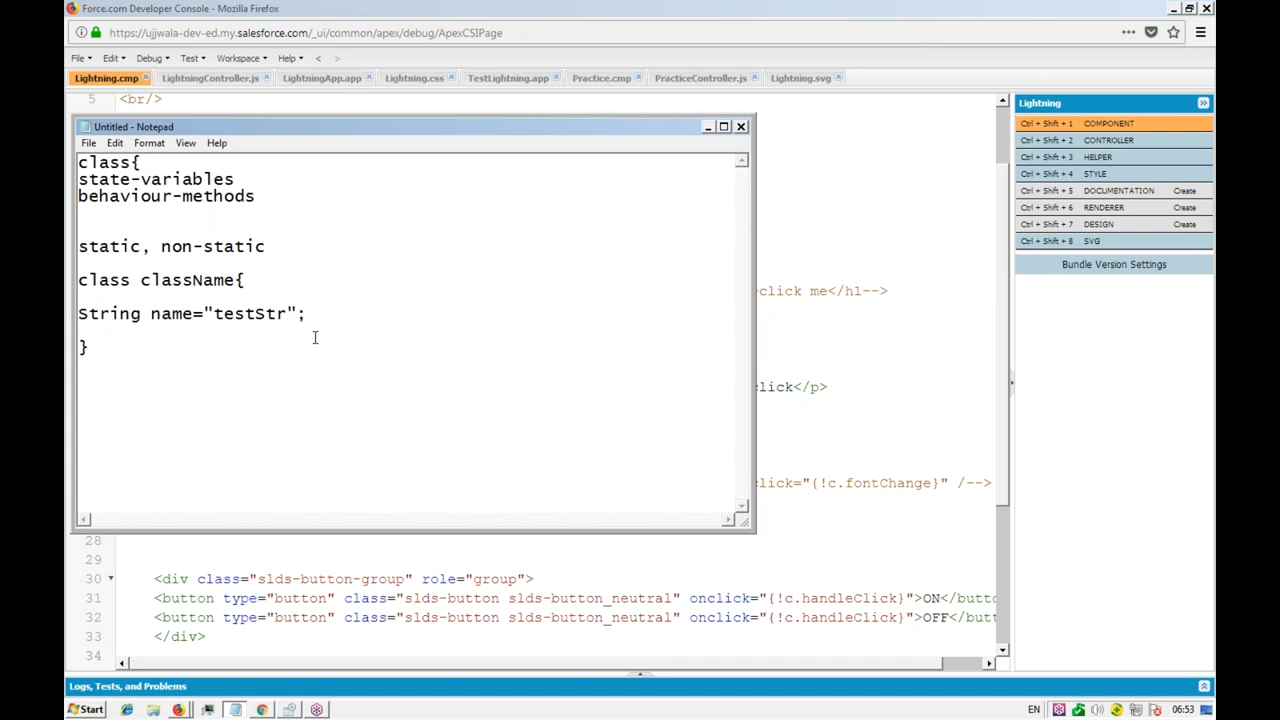 Force.com Developer Console - Mozilla Firefox
https://ujjwala-dev-ed.my.salesforce.com/_ui/common/apex/debug/ApexCSIPage
File Edit Debug Test Workspace Help < >
Lightning.cmp LightningController.js LightningApp.app Lightning.css TestLightning.app Practice.cmp PracticeController.js Lightning.svg
5 <br/>
Untitled - Notepad
File Edit Format View Help
class{
state-variables
behaviour-methods
static, non-static
class className{
String name="testStr";
}
click me</h1-->
click</p>
click="{!c.fontChange}" /-->
28
29
30 <div class="slds-button-group" role="group">
31 <button type="button" class="slds-button slds-button_neutral" onclick="{!c.handleClick}">ON</button
32 <button type="button" class="slds-button slds-button_neutral" onclick="{!c.handleClick}">OFF</butt
33 </div>
34
Lightning
Ctrl + Shift + 1 COMPONENT
Ctrl + Shift + 2 CONTROLLER
Ctrl + Shift + 3 HELPER
Ctrl + Shift + 4 STYLE
Ctrl + Shift + 5 DOCUMENTATION Create
Ctrl + Shift + 6 RENDERER Create
Ctrl + Shift + 7 DESIGN Create
Ctrl + Shift + 8 SVG
Bundle Version Settings
Logs, Tests, and Problems
Start
EN 06:53